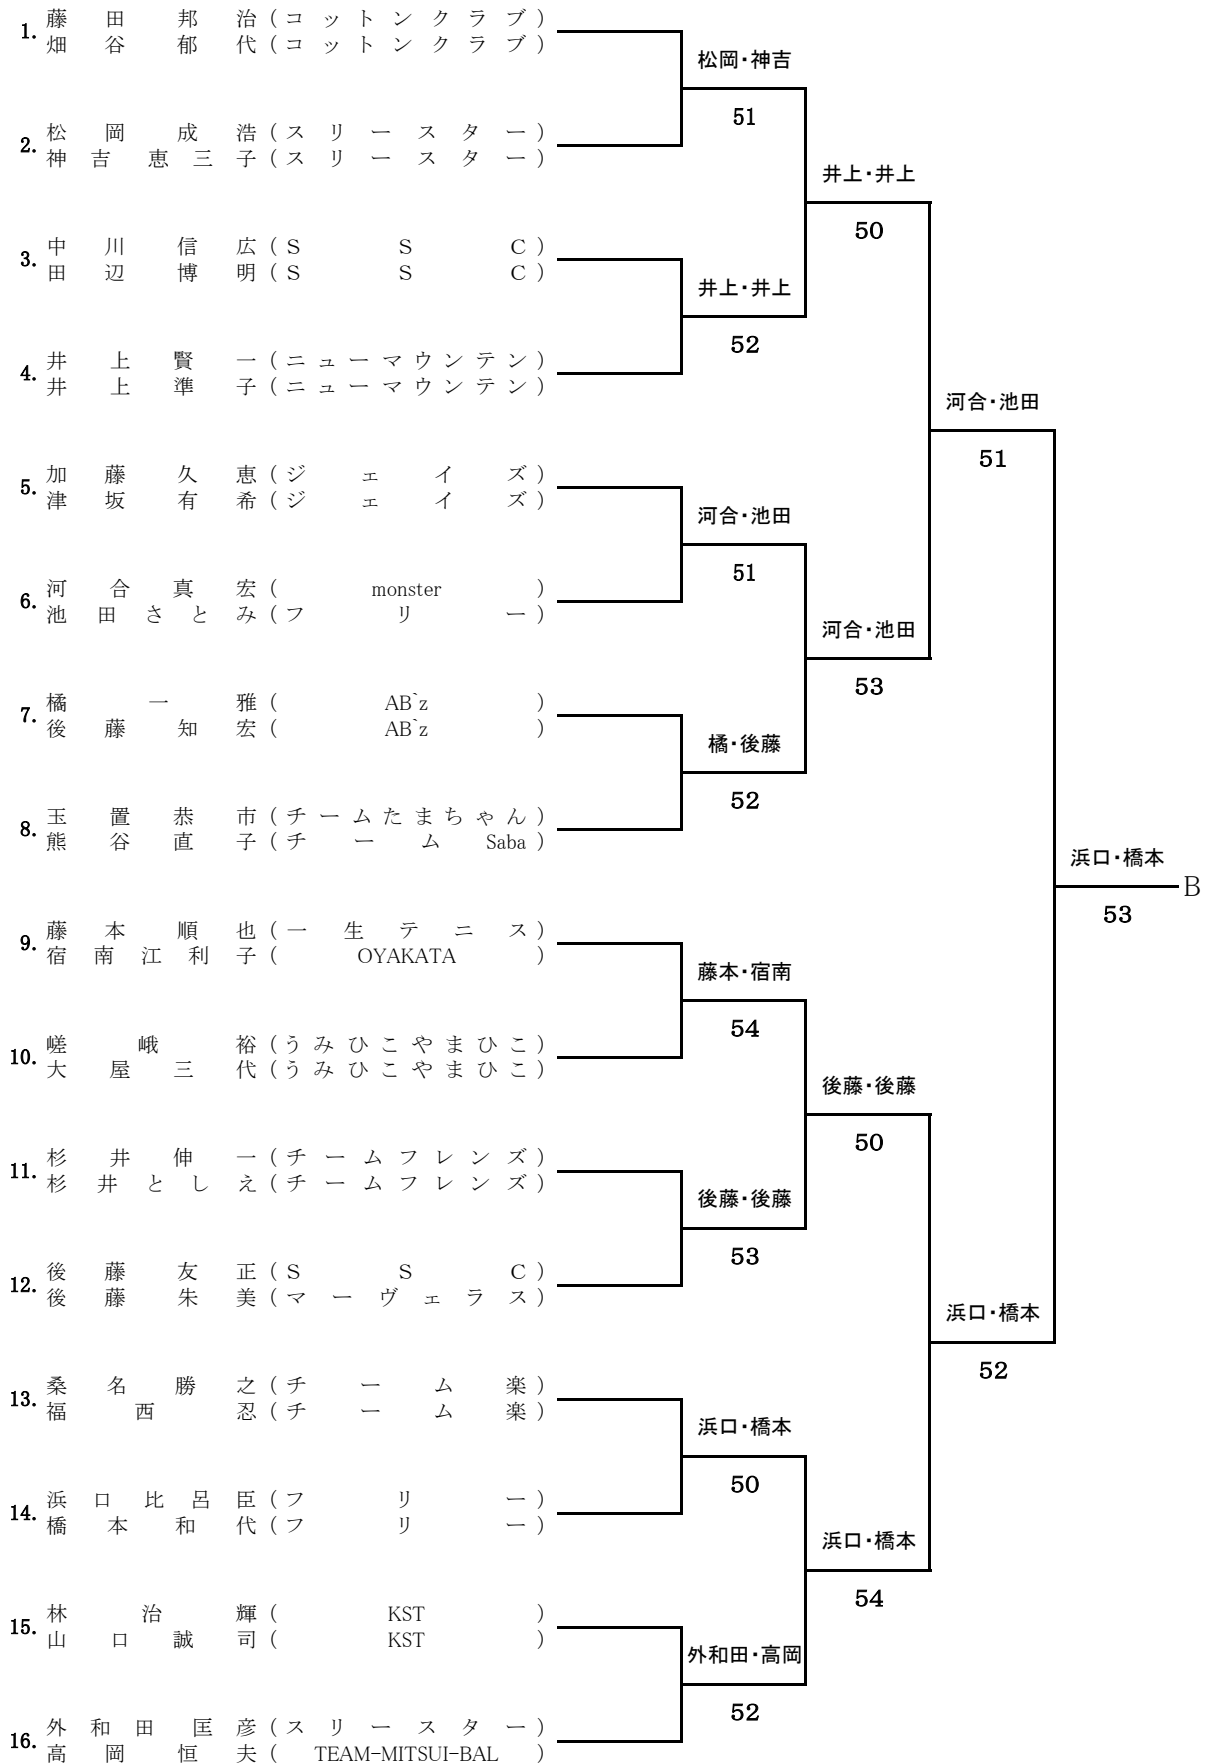 1. 藤田邦治(コットンクラブ)
畑谷郁代(コットンクラブ)
松岡・神吉
51
2. 松岡成浩(スリースター)
神吉恵三子(スリースター)
井上・井上
50
3. 中川信広(SSC)
田辺博明(SSC)
井上・井上
52
4. 井上賢一(ニューマウンテン)
井上準子(ニューマウンテン)
河合・池田
51
5. 加藤久恵(ジェイズ)
津坂有希(ジェイズ)
河合・池田
51
6. 河合真宏(monster)
池田さとみ(フリー)
河合・池田
53
7. 橘一雅(AB`z)
後藤知宏(AB`z)
橘・後藤
52
8. 玉置恭市(チームたまちゃん)
熊谷直子(チームSaba)
浜口・橋本
B
53
9. 藤本順也(一生テニス)
宿南江利子(OYAKATA)
藤本・宿南
54
10. 嵯峨裕(うみひこやまひこ)
大屋三代(うみひこやまひこ)
後藤・後藤
50
11. 杉井伸一(チームフレンズ)
杉井としえ(チームフレンズ)
後藤・後藤
53
12. 後藤友正(SSC)
後藤朱美(マーヴェラス)
浜口・橋本
52
13. 桑名勝之(チーム楽)
福西忍(チーム楽)
浜口・橋本
50
14. 浜口比呂臣(フリー)
橋本和代(フリー)
浜口・橋本
54
15. 林治輝(KST)
山口誠司(KST)
外和田・高岡
52
16. 外和田匡彦(スリースター)
高岡恒夫(TEAM-MITSUI-BAL)